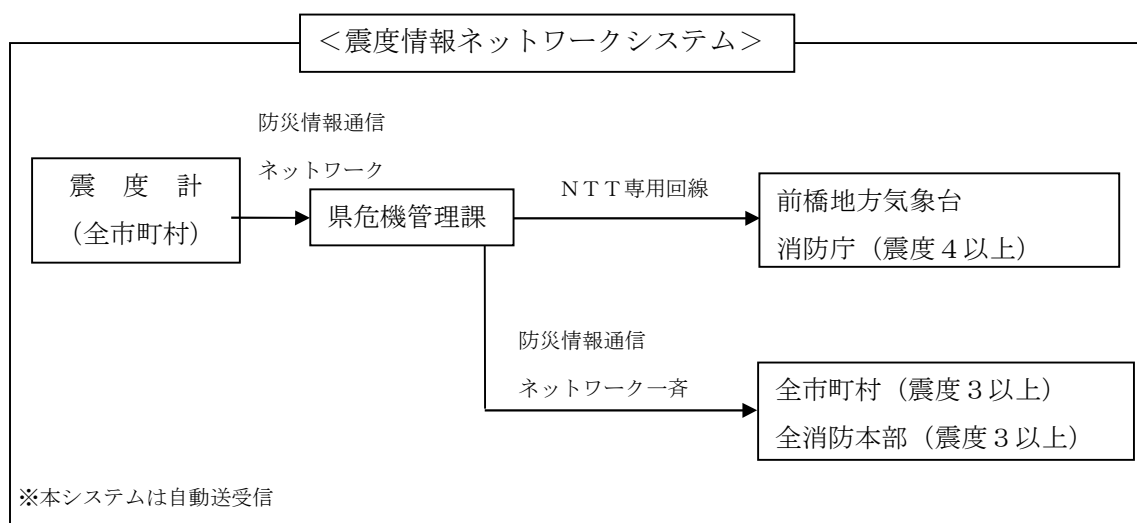 ＜震度情報ネットワークシステム＞
防災情報通信
ネットワーク
震　度　計
（全市町村）
県危機管理課
ＮＴＴ専用回線
前橋地方気象台
消防庁（震度４以上）
防災情報通信
ネットワーク一斉
全市町村（震度３以上）
全消防本部（震度３以上）
※本システムは自動送受信